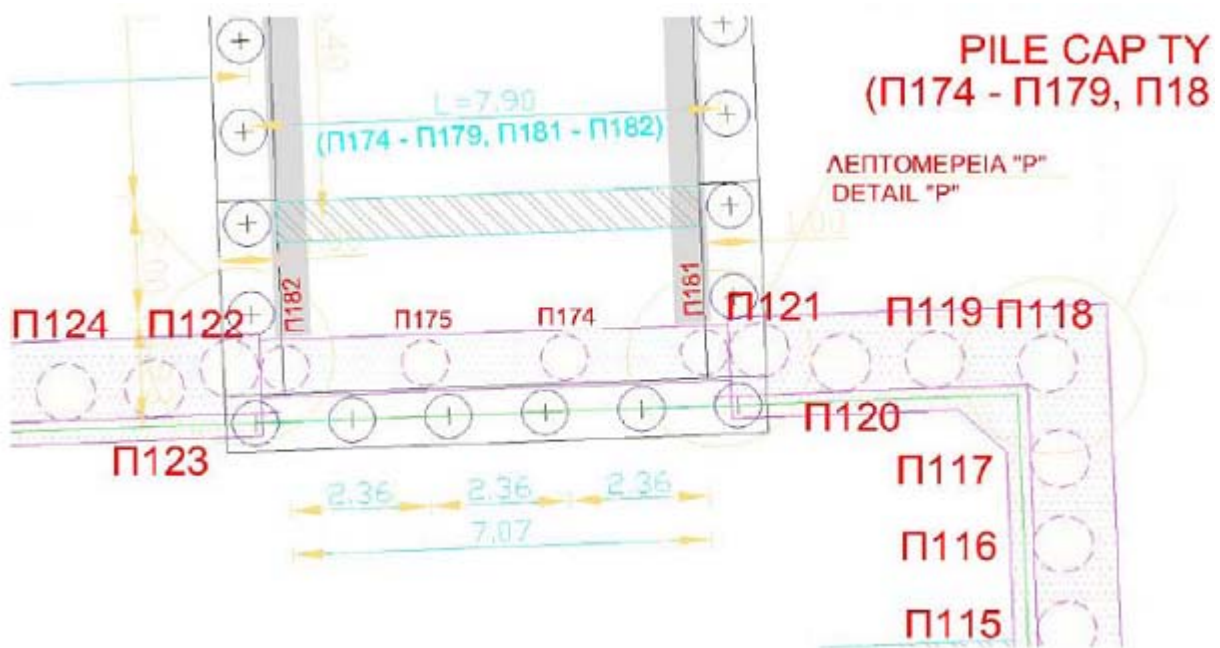 PILE CAP TY
(Π174 - Π179, Π18
L=7.90
(Π174 - Π179, Π181 - Π182)
ΛΕΠΤΟΜΕΡΕΙΑ "P"
DETAIL "P"
1.00
Π182
Π181
Π124
Π122
Π175
Π174
Π121
Π119
Π118
Π123
Π120
Π117
2.36
2.36
2.36
7.07
Π116
Π115